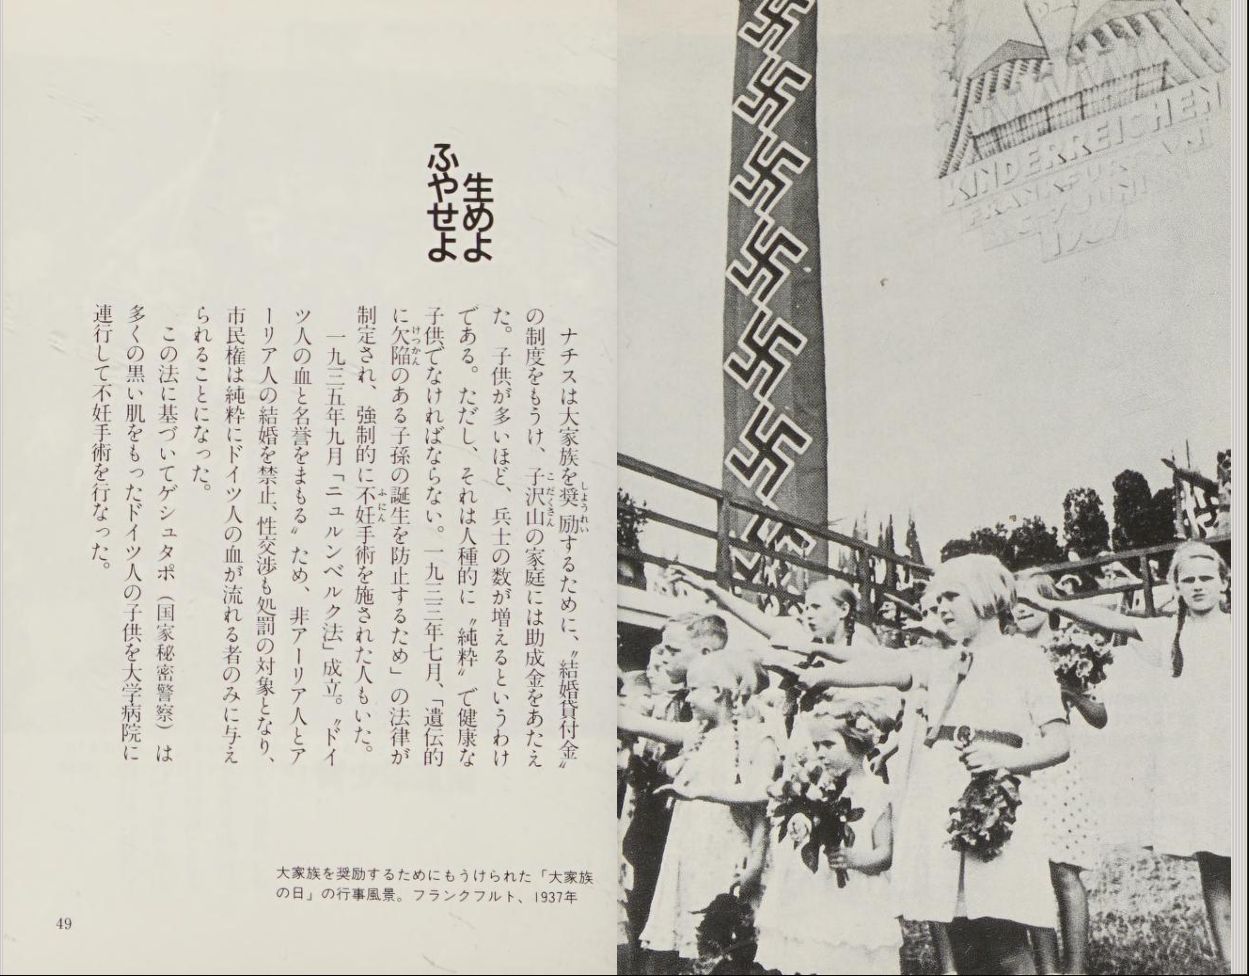 生めよ
ふやせよ
ナチスは大家族を奨励するために、〝結婚貸付金〟
の制度をもうけ、子沢山の家庭には助成金をあたえ
た。子供が多いほど、兵士の数が増えるというわけ
である。ただし、それは人種的に〝純粋〟で健康な
子供でなければならない。一九三三年七月、「遺伝的
に欠陥のある子孫の誕生を防止するため」の法律が
制定され、強制的に不妊手術を施された人もいた。
一九三五年九月「ニュルンベルク法」成立。〝ドイ
ツ人の血と名誉をまもる〟ため、非アーリア人とア
ーリア人の結婚を禁止、性交渉も処罰の対象となり、
市民権は純粋にドイツ人の血が流れる者のみに与え
られることになった。
この法に基づいてゲシュタポ（国家秘密警察）は
多くの黒い肌をもったドイツ人の子供を大学病院に
連行して不妊手術を行なった。
大家族を奨励するためにもうけられた「大家族
の日」の行事風景。フランクフルト、1937年
49
KINDERREICHEN